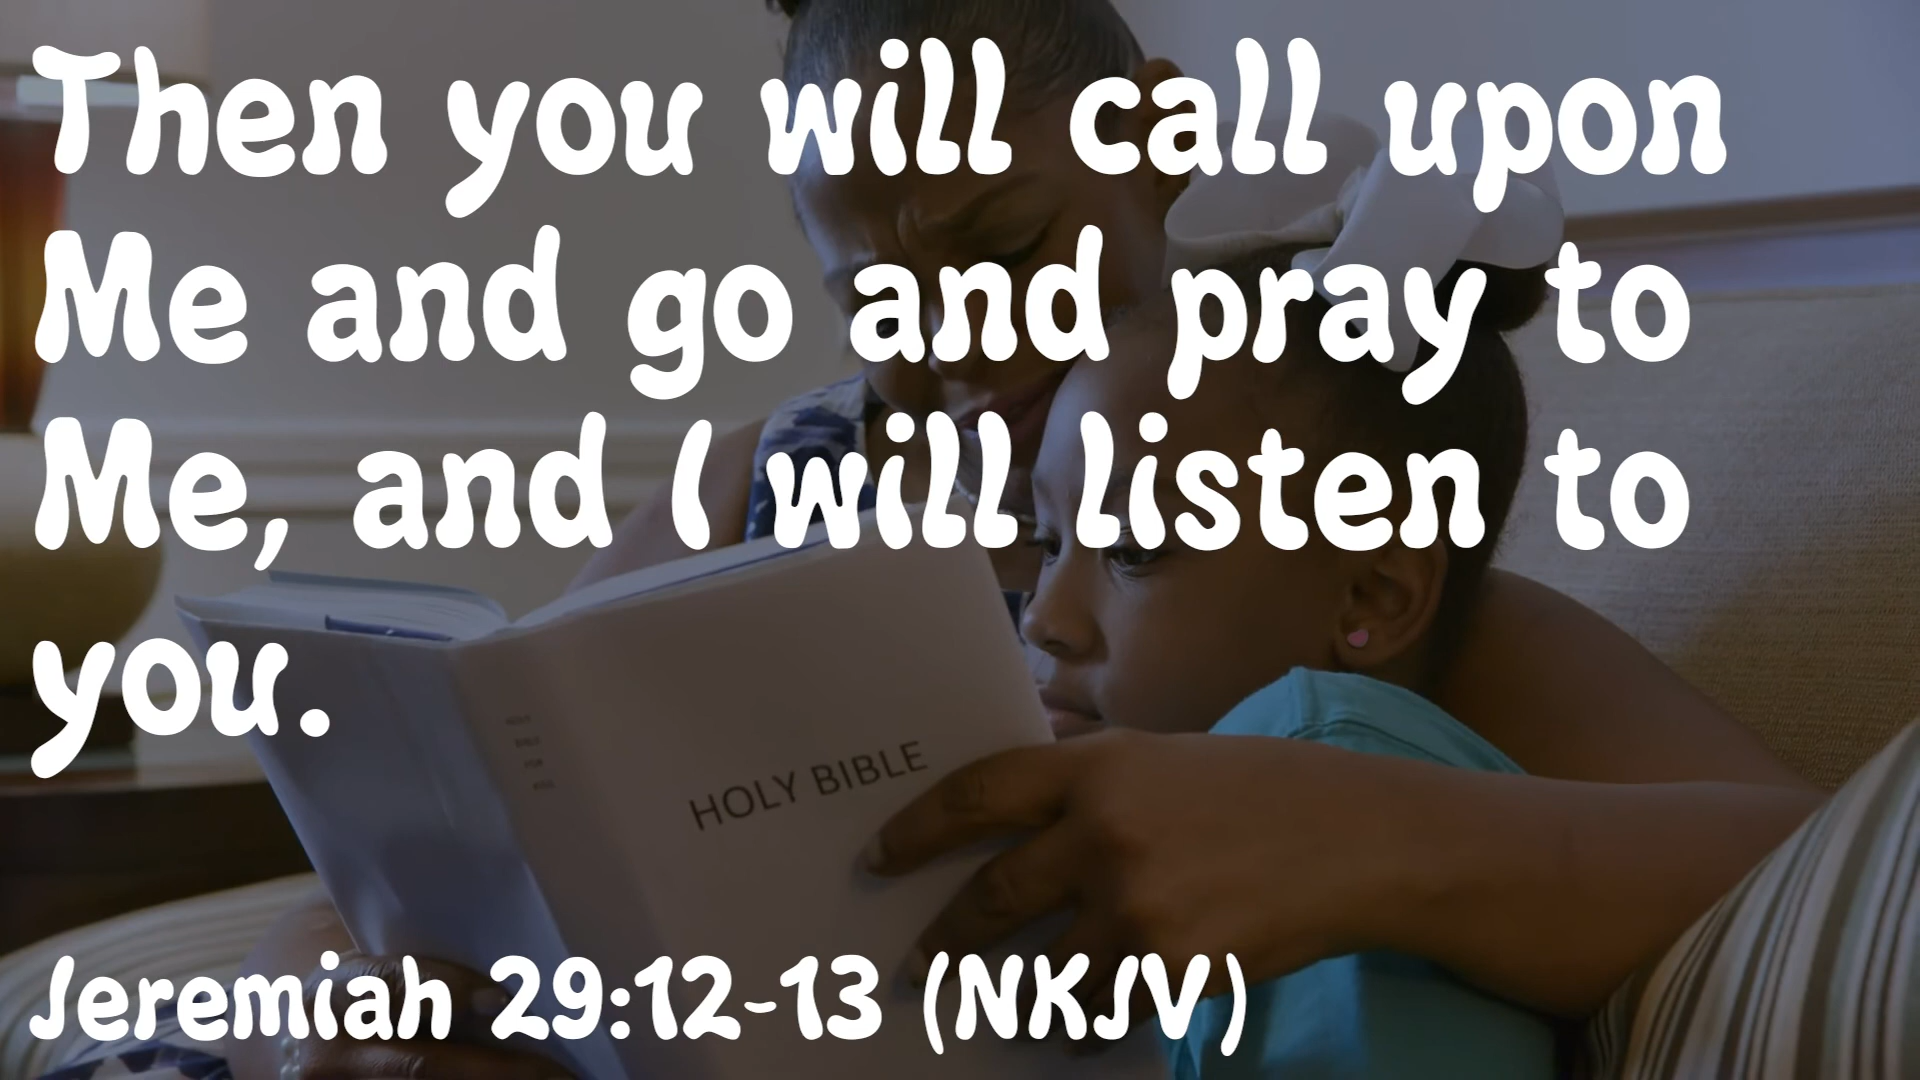 Then you will call upon
Me and go and pray to
Me, and I will listen to
you.
HOLY BIBLE
Jeremiah 29:12-13 (NKJV)